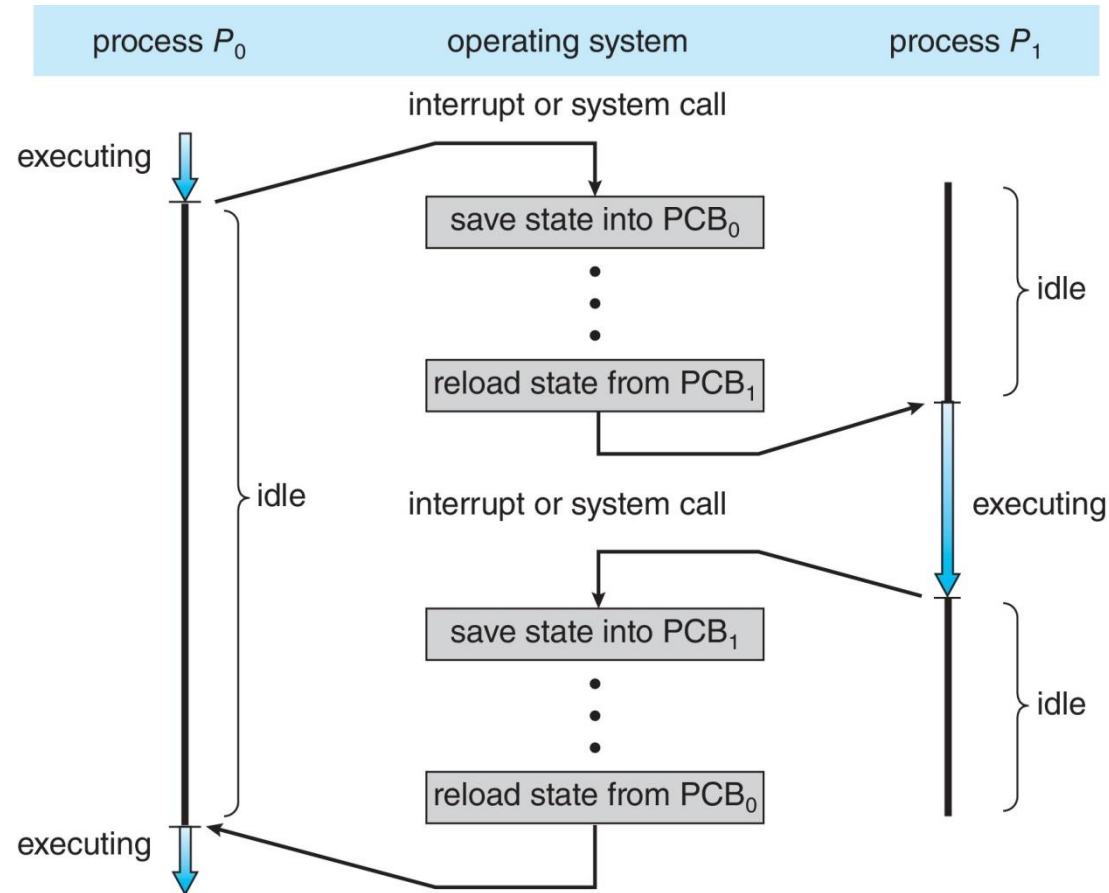 process P₀ operating system process P₁
interrupt or system call
executing
save state into PCB₀
idle
reload state from PCB₁
idle
interrupt or system call
executing
save state into PCB₁
idle
reload state from PCB₀
executing